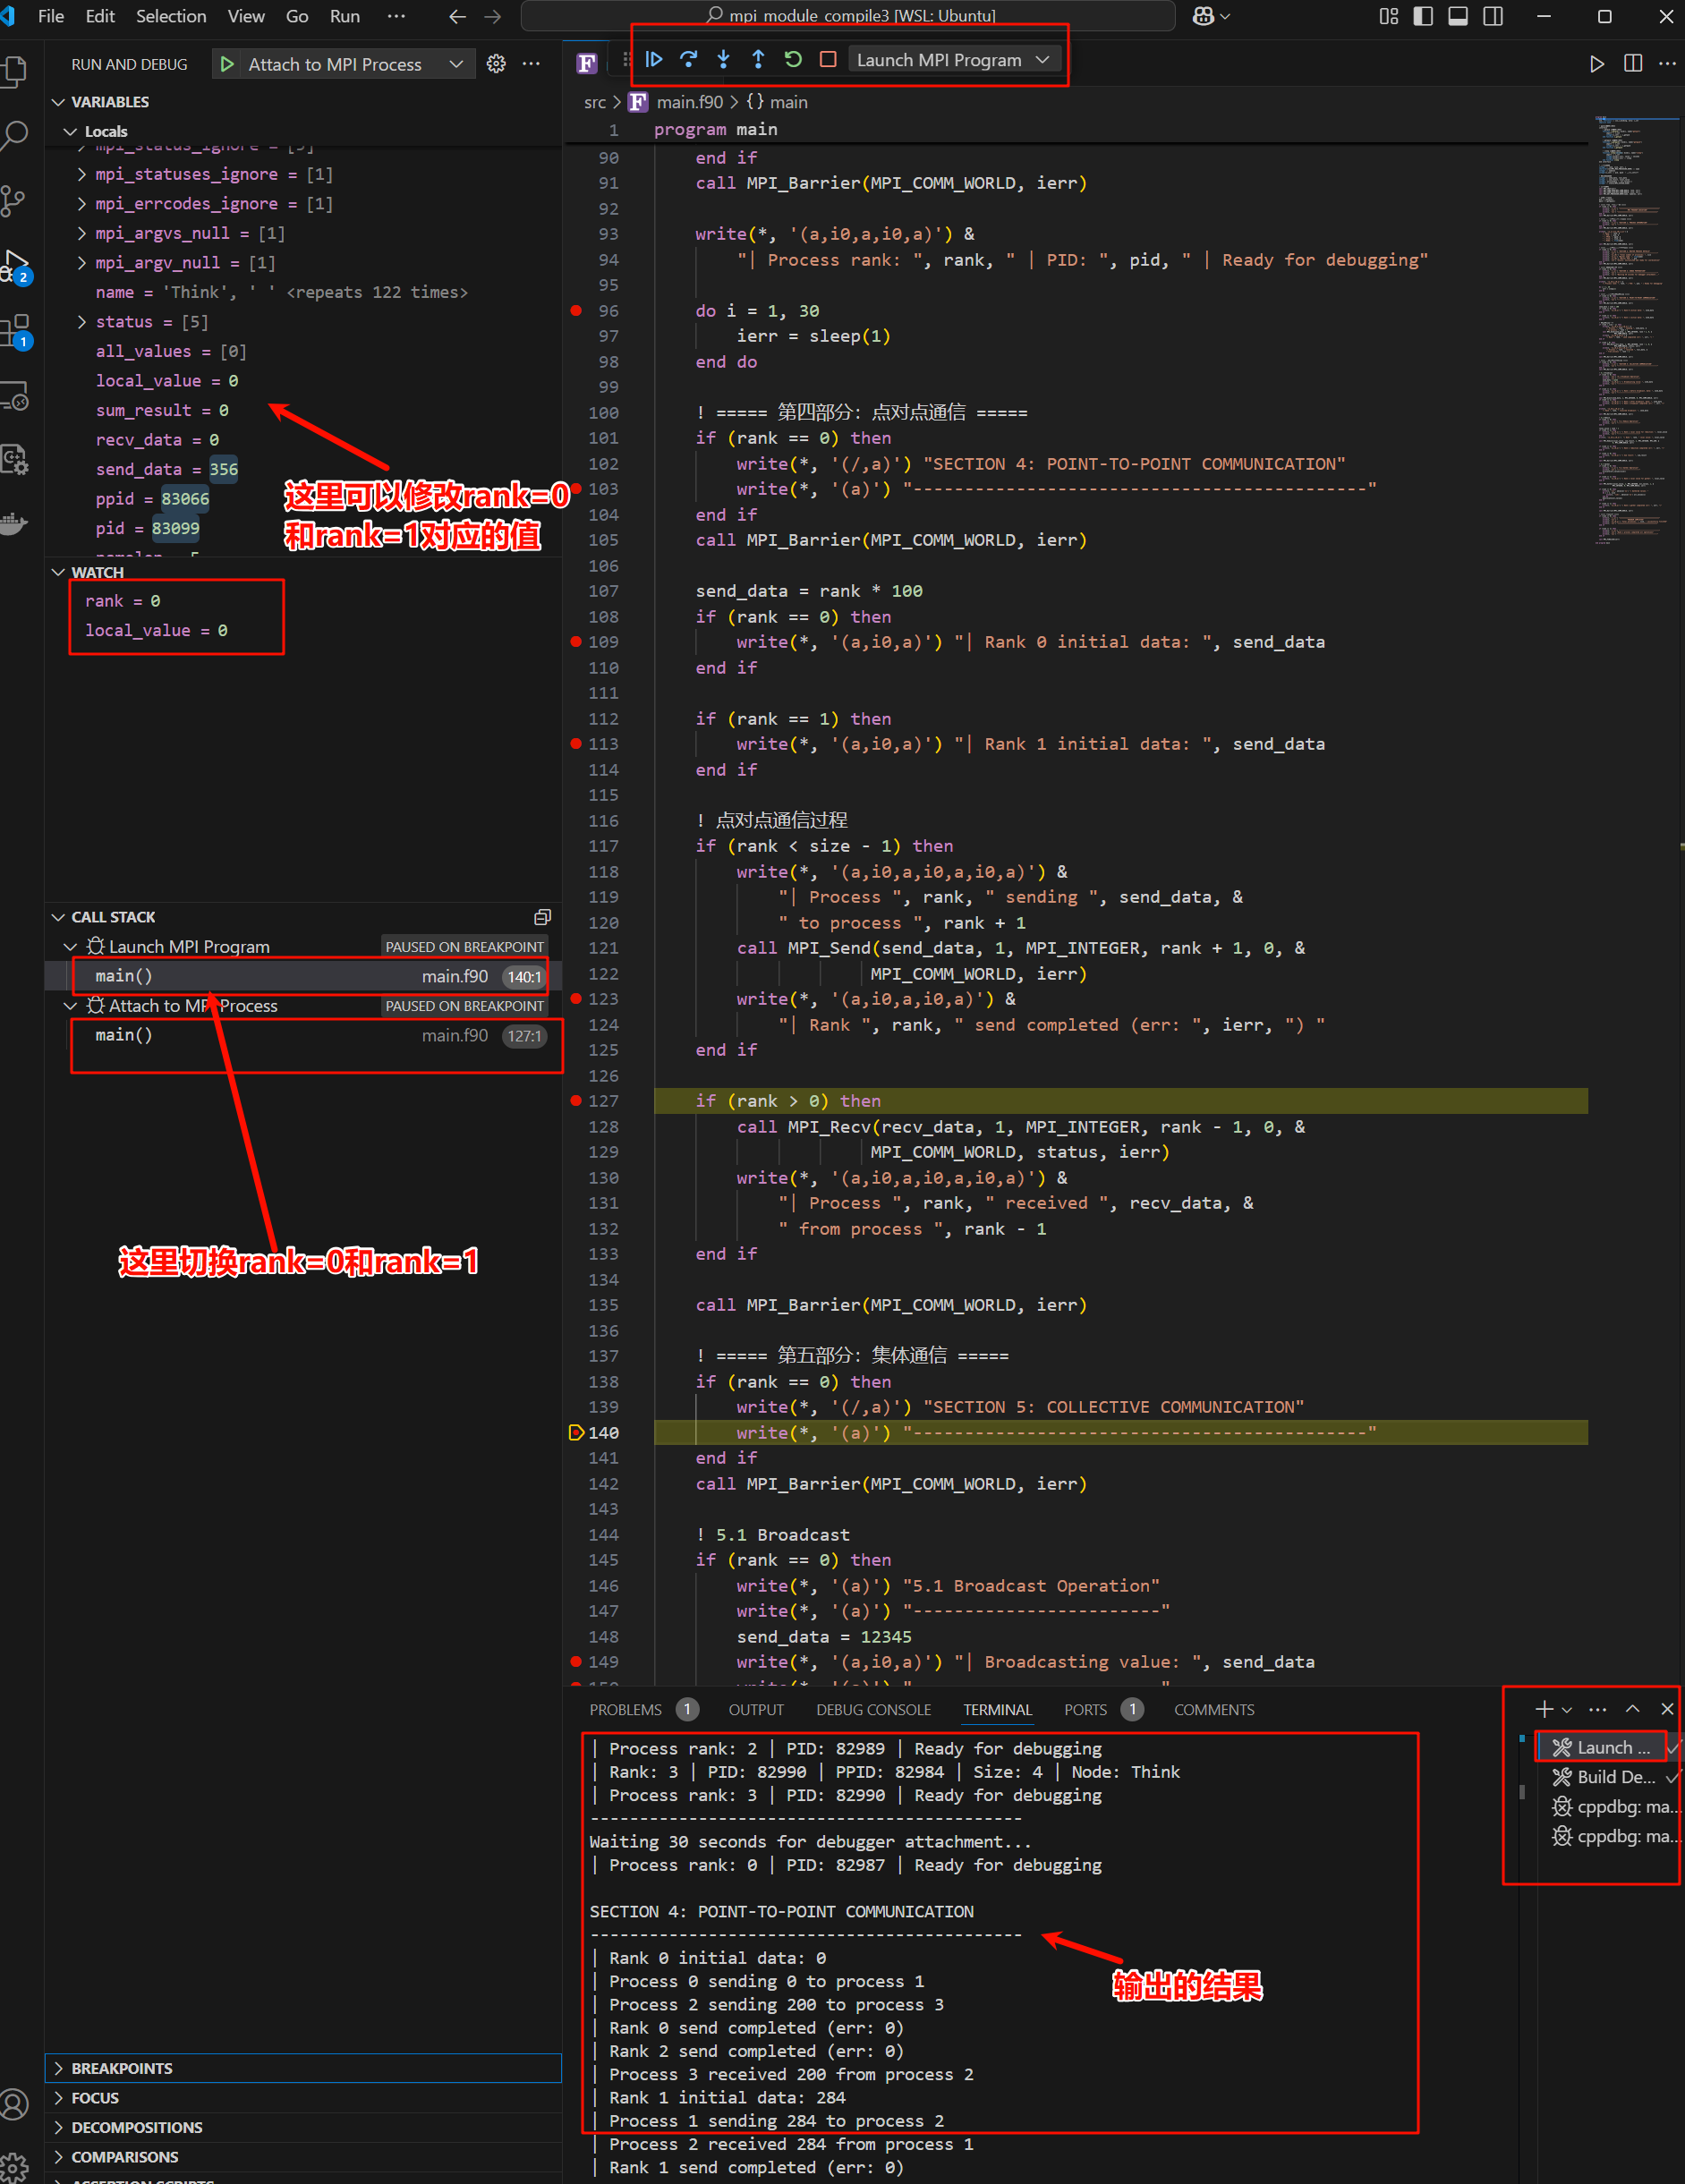 File Edit Selection View Go Run ··· mpi_module_compile3 [WSL: Ubuntu]
RUN AND DEBUG Attach to MPI Process ···
Launch MPI Program
VARIABLES
Locals
mpi_status_ignore = [5]
mpi_statuses_ignore = [1]
mpi_errcodes_ignore = [1]
mpi_argvs_null = [1]
mpi_argv_null = [1]
name = 'Think', ' ' <repeats 122 times>
status = [5]
all_values = [0]
local_value = 0
sum_result = 0
recv_data = 0
send_data = 356
ppid = 83066
pid = 83099
namelen = 5
这里可以修改rank=0
和rank=1对应的值
2
1
WATCH
rank = 0
local_value = 0
CALL STACK
Launch MPI Program PAUSED ON BREAKPOINT
main() main.f90 140:1
Attach to MPI Process PAUSED ON BREAKPOINT
main() main.f90 127:1
这里切换rank=0和rank=1
BREAKPOINTS
FOCUS
DECOMPOSITIONS
COMPARISONS
ASSERTION SCRIPTS
src > F main.f90 > {} main
1 program main
90 end if
91 call MPI_Barrier(MPI_COMM_WORLD, ierr)
92
93 write(*, '(a,i0,a,i0,a)') &
94 "| Process rank: ", rank, " | PID: ", pid, " | Ready for debugging"
95
96 do i = 1, 30
97 ierr = sleep(1)
98 end do
99
100 ! ===== 第四部分: 点对点通信 =====
101 if (rank == 0) then
102 write(*, '(/,a)') "SECTION 4: POINT-TO-POINT COMMUNICATION"
103 write(*, '(a)') "--------------------------------------------"
104 end if
105 call MPI_Barrier(MPI_COMM_WORLD, ierr)
106
107 send_data = rank * 100
108 if (rank == 0) then
109 write(*, '(a,i0,a)') "| Rank 0 initial data: ", send_data
110 end if
111
112 if (rank == 1) then
113 write(*, '(a,i0,a)') "| Rank 1 initial data: ", send_data
114 end if
115
116 ! 点对点通信过程
117 if (rank < size - 1) then
118 write(*, '(a,i0,a,i0,a,i0,a)') &
119 "| Process ", rank, " sending ", send_data, &
120 " to process ", rank + 1
121 call MPI_Send(send_data, 1, MPI_INTEGER, rank + 1, 0, &
122 MPI_COMM_WORLD, ierr)
123 write(*, '(a,i0,a,i0,a)') &
124 "| Rank ", rank, " send completed (err: ", ierr, ") "
125 end if
126
127 if (rank > 0) then
128 call MPI_Recv(recv_data, 1, MPI_INTEGER, rank - 1, 0, &
129 MPI_COMM_WORLD, status, ierr)
130 write(*, '(a,i0,a,i0,a,i0,a)') &
131 "| Process ", rank, " received ", recv_data, &
132 " from process ", rank - 1
133 end if
134
135 call MPI_Barrier(MPI_COMM_WORLD, ierr)
136
137 ! ===== 第五部分: 集体通信 =====
138 if (rank == 0) then
139 write(*, '(/,a)') "SECTION 5: COLLECTIVE COMMUNICATION"
140 write(*, '(a)') "--------------------------------------------"
141 end if
142 call MPI_Barrier(MPI_COMM_WORLD, ierr)
143
144 ! 5.1 Broadcast
145 if (rank == 0) then
146 write(*, '(a)') "5.1 Broadcast Operation"
147 write(*, '(a)') "------------------------"
148 send_data = 12345
149 write(*, '(a,i0,a)') "| Broadcasting value: ", send_data
PROBLEMS 1 OUTPUT DEBUG CONSOLE TERMINAL PORTS 1 COMMENTS
| Process rank: 2 | PID: 82989 | Ready for debugging
| Rank: 3 | PID: 82990 | PPID: 82984 | Size: 4 | Node: Think
| Process rank: 3 | PID: 82990 | Ready for debugging
--------------------------------------------
Waiting 30 seconds for debugger attachment...
| Process rank: 0 | PID: 82987 | Ready for debugging
SECTION 4: POINT-TO-POINT COMMUNICATION
--------------------------------------------
| Rank 0 initial data: 0
| Process 0 sending 0 to process 1
| Process 2 sending 200 to process 3
| Rank 0 send completed (err: 0)
| Rank 2 send completed (err: 0)
| Process 3 received 200 from process 2
| Rank 1 initial data: 284
| Process 1 sending 284 to process 2
| Process 2 received 284 from process 1
| Rank 1 send completed (err: 0)
输出的结果
Launch ...
Build De...
cppdbg: ma...
cppdbg: ma...